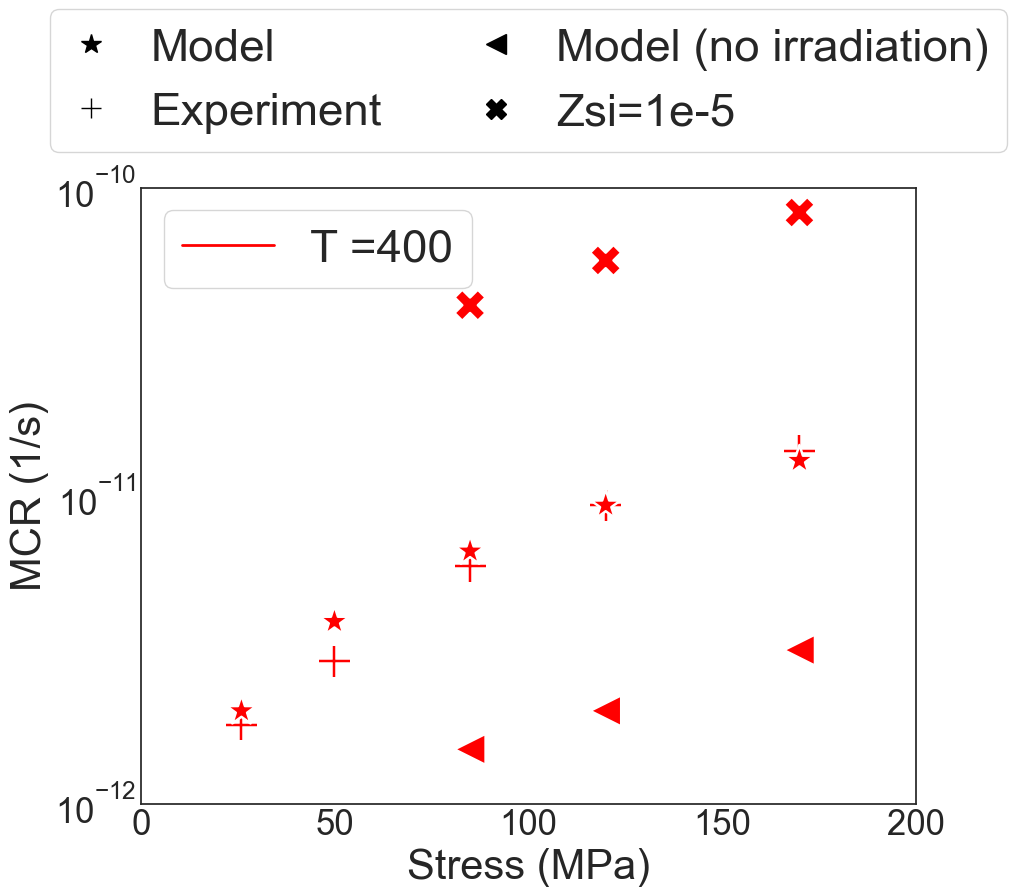 Model
Experiment
Model (no irradiation)
Zsi=1e-5
T =400
10⁻¹⁰
10⁻¹¹
10⁻¹²
MCR (1/s)
0 50 100 150 200
Stress (MPa)